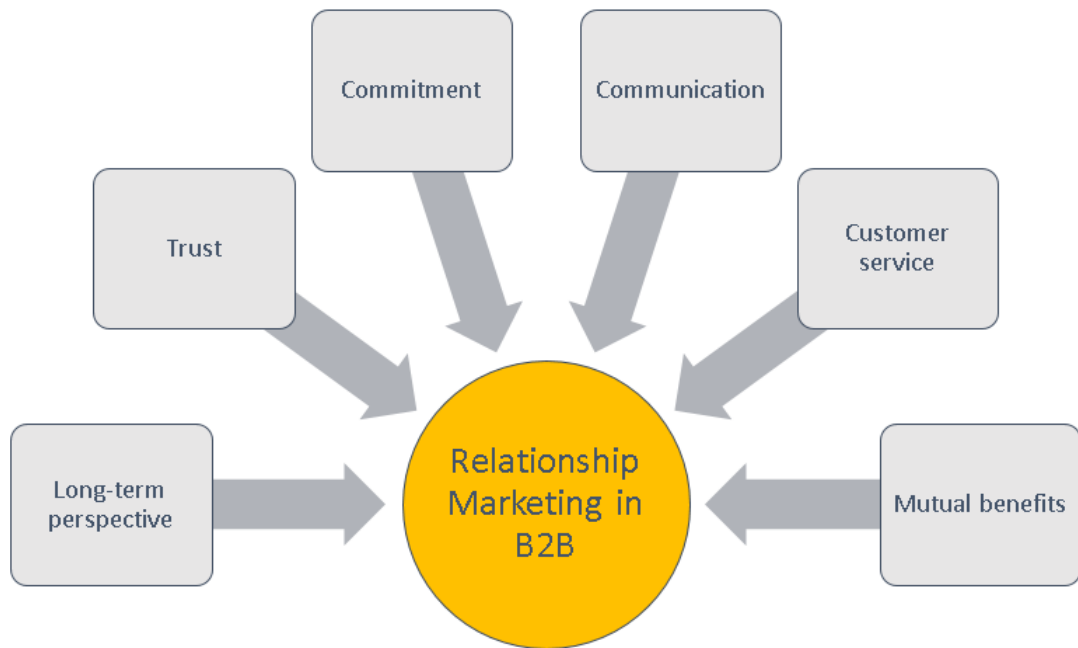 Commitment
Communication
Trust
Customer
service
Long-term
perspective
Relationship
Marketing in
B2B
Mutual benefits